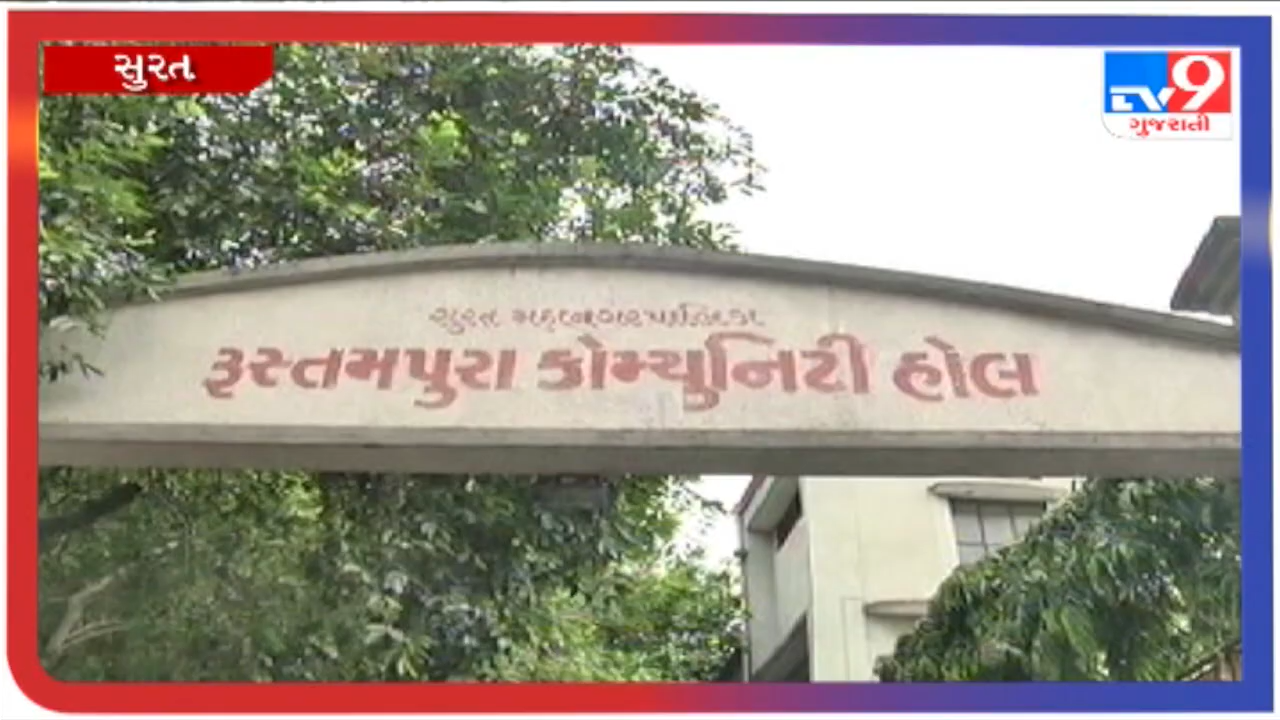 સુરત
TV9
ગુજરાતી
સુરત મહાનગરપાલિકા
રૂસ્તમપુરા કોમ્યુનિટી હોલ